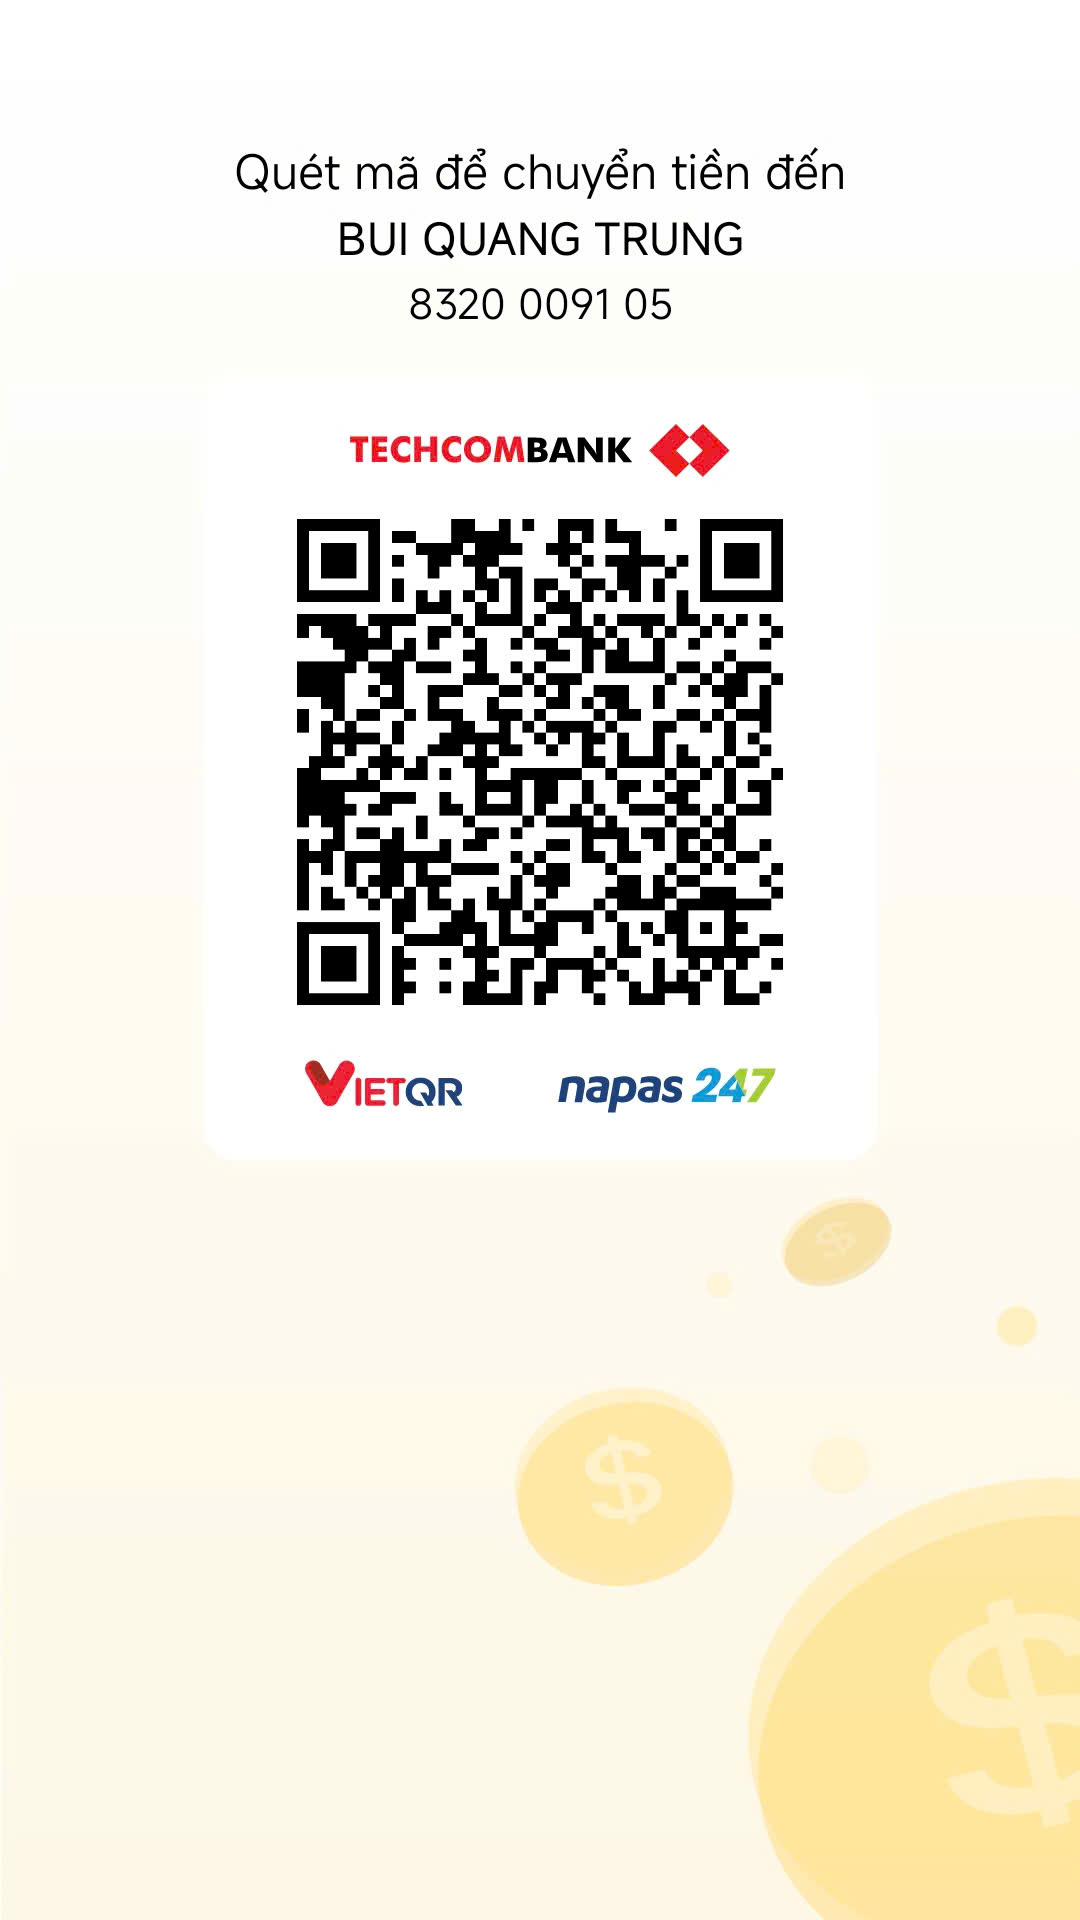 Quét mã để chuyển tiền đến
BUI QUANG TRUNG
8320 0091 05
TECHCOMBANK
VIETQR
napas 247
$
$
$